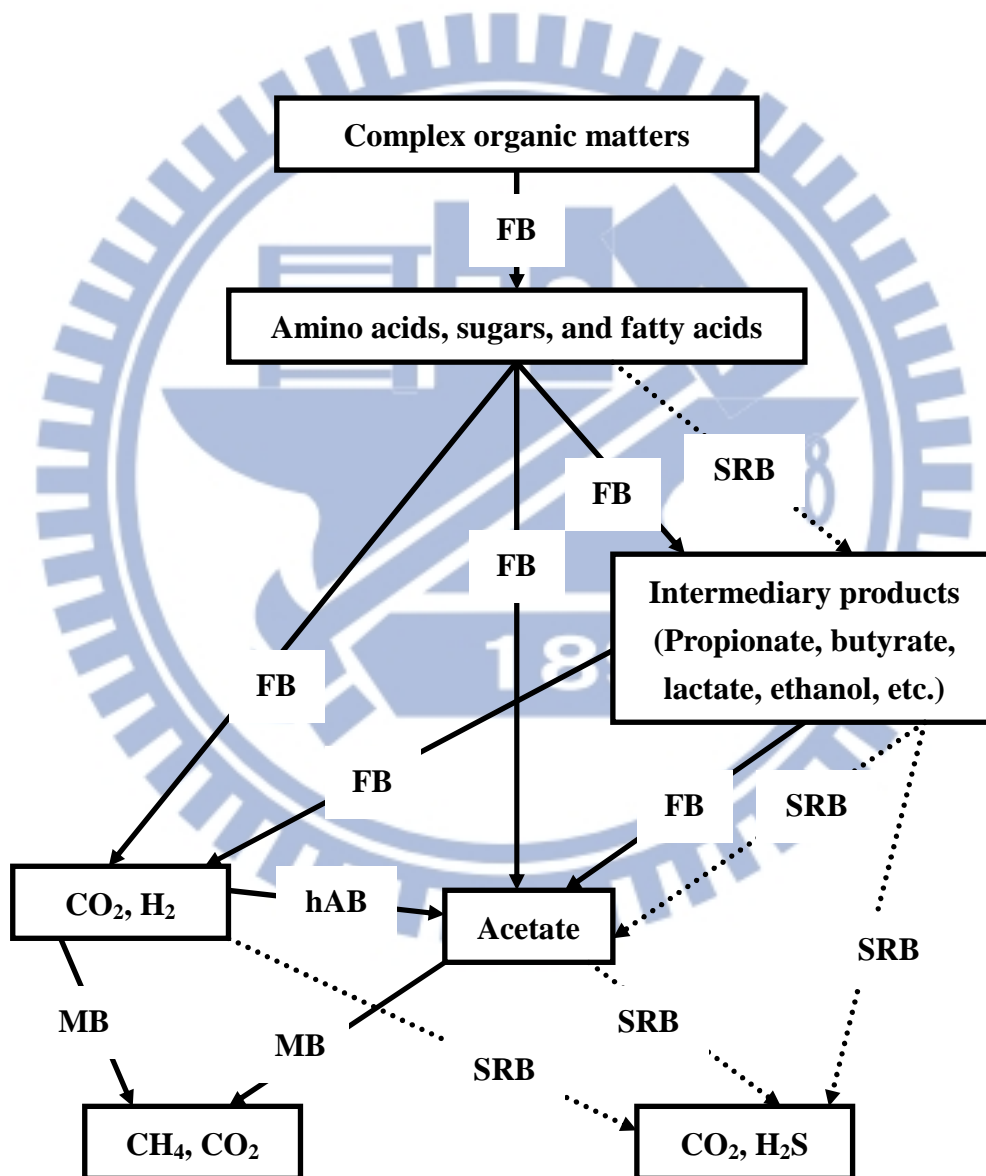 Complex organic matters
FB
Amino acids, sugars, and fatty acids
SRB
FB
FB
Intermediary products
(Propionate, butyrate,
lactate, ethanol, etc.)
FB
FB
FB
SRB
CO₂, H₂
hAB
Acetate
SRB
MB
SRB
MB
SRB
CH₄, CO₂
CO₂, H₂S